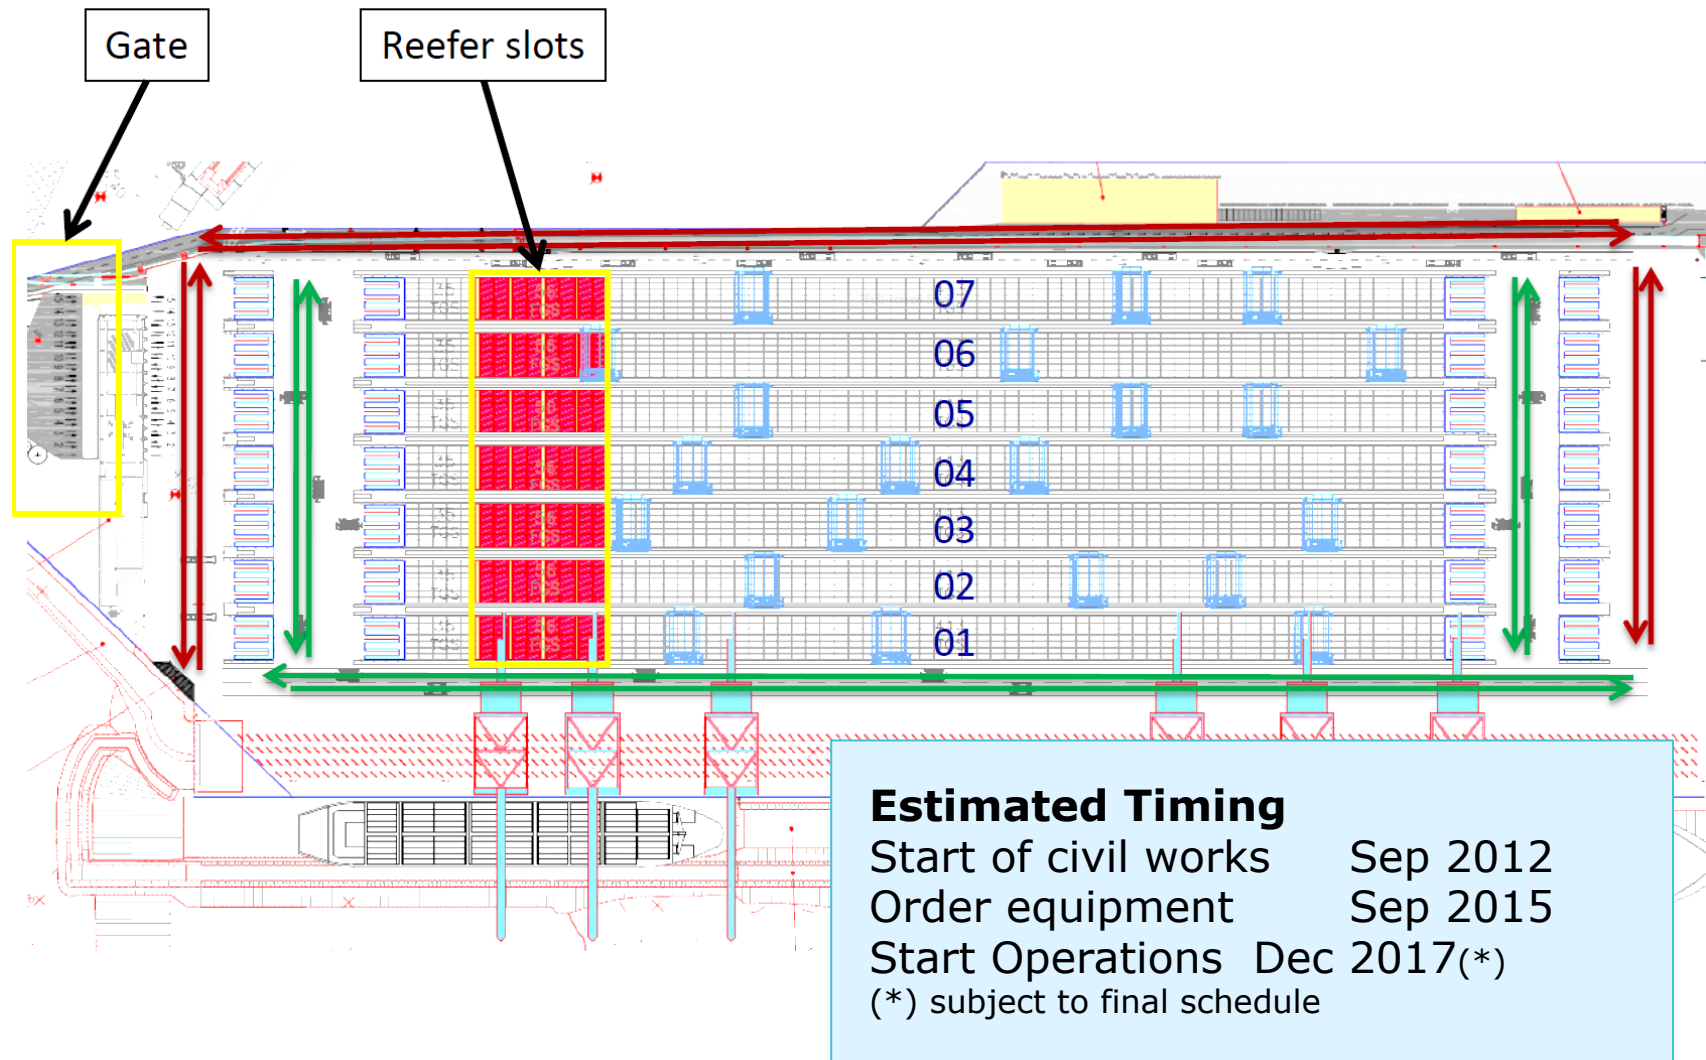 Gate
Reefer slots
07
06
05
04
03
02
01
Estimated Timing
Start of civil works Sep 2012
Order equipment Sep 2015
Start Operations Dec 2017(*)
(*) subject to final schedule